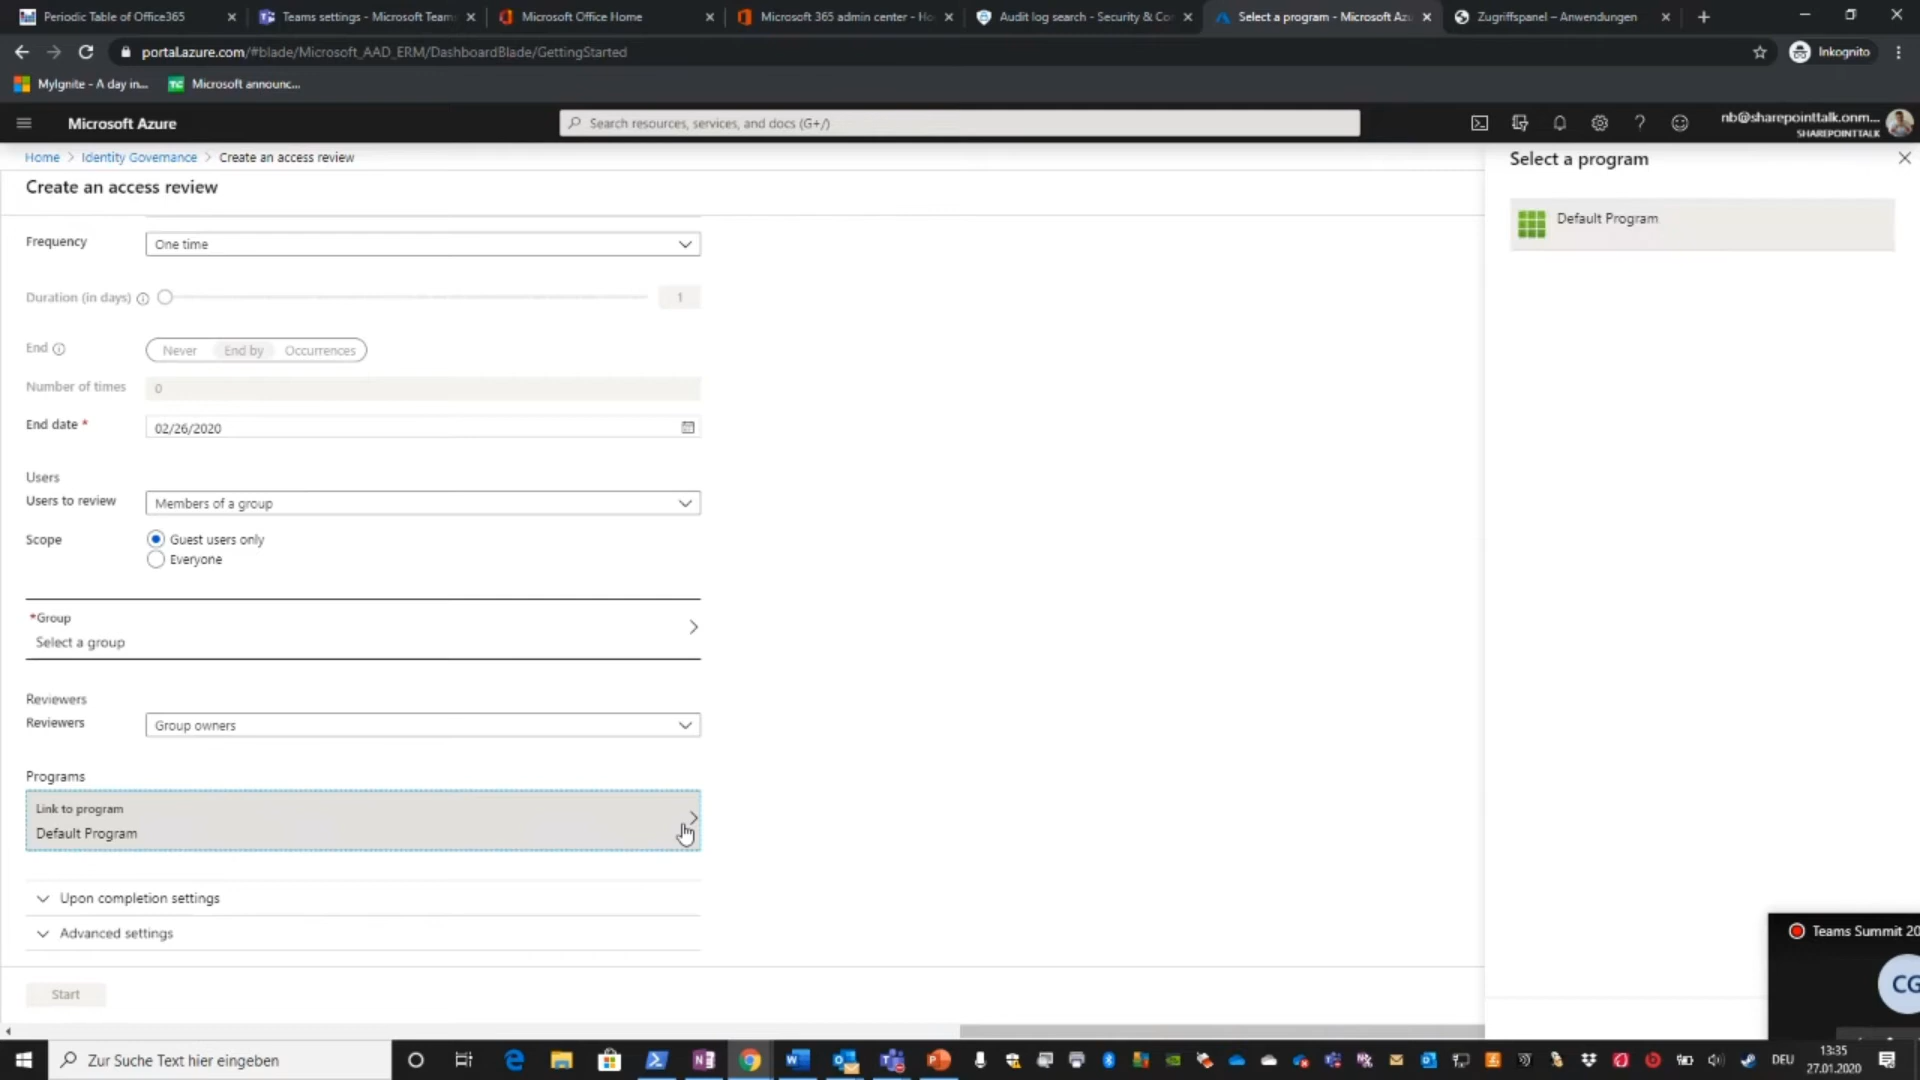 Periodic Table of Office365
Teams settings - Microsoft Team
Microsoft Office Home
Microsoft 365 admin center - Ho
Audit log search - Security & Co
Select a program - Microsoft Az
Zugriffspanel – Anwendungen
portal.azure.com/#blade/Microsoft_AAD_ERM/DashboardBlade/GettingStarted
Inkognito
MyIgnite - A day in...
Microsoft announc...
Microsoft Azure
Search resources, services, and docs (G+/)
nb@sharepointtalk.onm...
SHAREPOINTTALK
Home > Identity Governance > Create an access review
Create an access review
Frequency
One time
Duration (in days)
1
End
Never End by Occurrences
Number of times
0
End date *
02/26/2020
Users
Users to review
Members of a group
Scope
Guest users only
Everyone
*Group
Select a group
Reviewers
Reviewers
Group owners
Programs
Link to program
Default Program
Upon completion settings
Advanced settings
Start
Select a program
Default Program
Teams Summit 20
CG
Zur Suche Text hier eingeben
DEU
13:35
27.01.2020